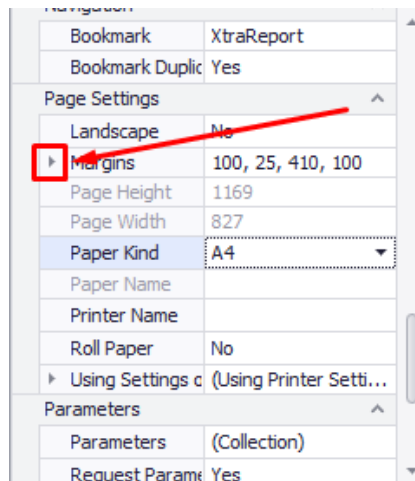 Navigation
Bookmark XtraReport
Bookmark Duplic Yes
Page Settings
Landscape No
Margins 100, 25, 410, 100
Page Height 1169
Page Width 827
Paper Kind A4
Paper Name
Printer Name
Roll Paper No
Using Settings o (Using Printer Setti...
Parameters
Parameters (Collection)
Request Parame Yes